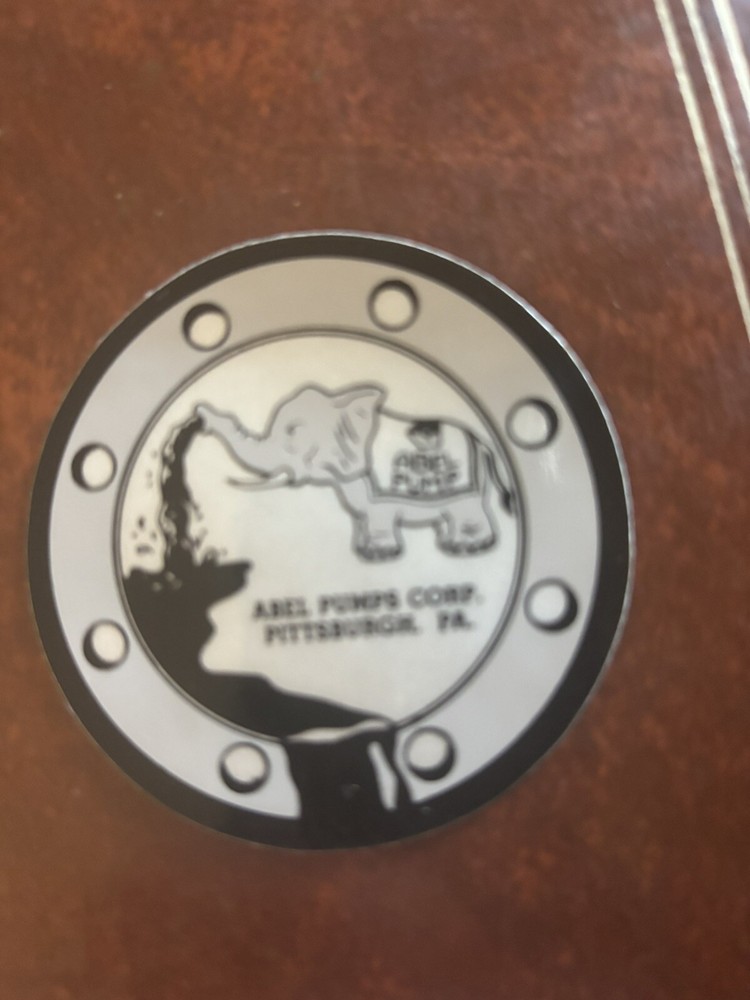 ABEL
PUMP
ABEL PUMPS CORP.
PITTSBURGH, PA.